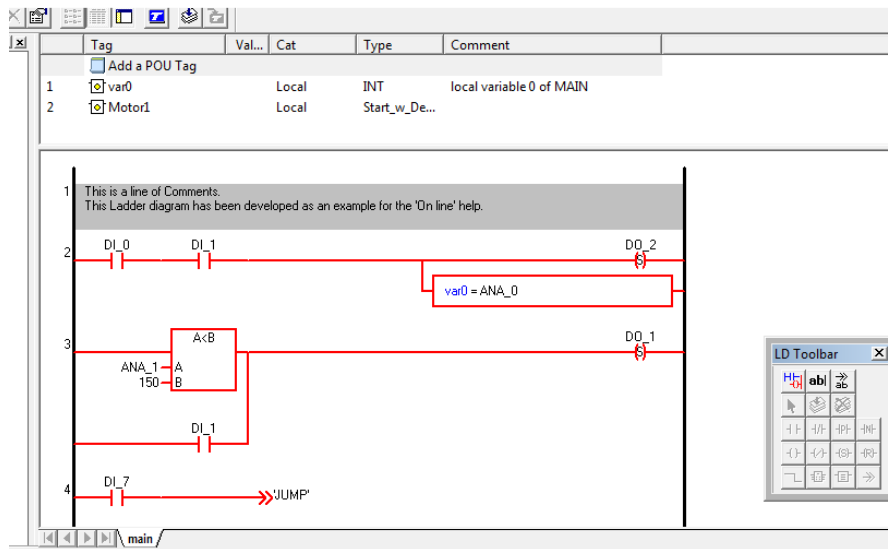 Tag Val... Cat Type Comment
Add a POU Tag
1 var0 Local INT local variable 0 of MAIN
2 Motor1 Local Start_w_De...
1 This is a line of Comments.
This Ladder diagram has been developed as an example for the 'On line' help.
DI_0 DI_1 DO_2
2 S
var0 = ANA_0
A<B DO_1
3 S
ANA_1 A
150 B
DI_1
DI_7
4 'JUMP'
LD Toolbar
ab| ab
P N
S R
main